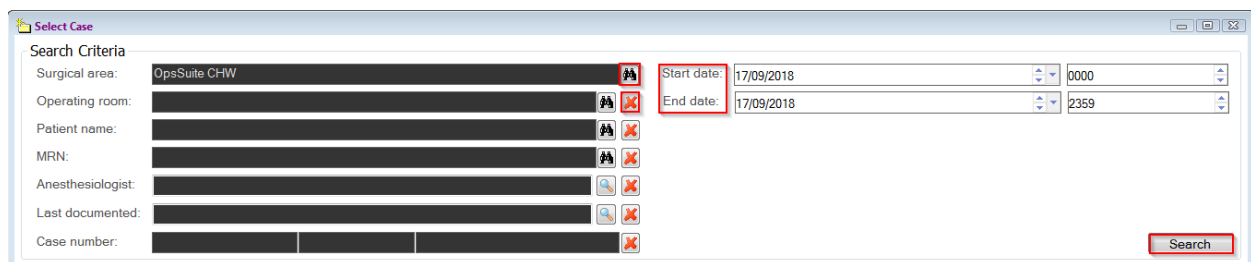 Select Case
Search Criteria
Surgical area: OpsSuite CHW Start date: 17/09/2018 0000
Operating room: End date: 17/09/2018 2359
Patient name:
MRN:
Anesthesiologist:
Last documented:
Case number:
Search